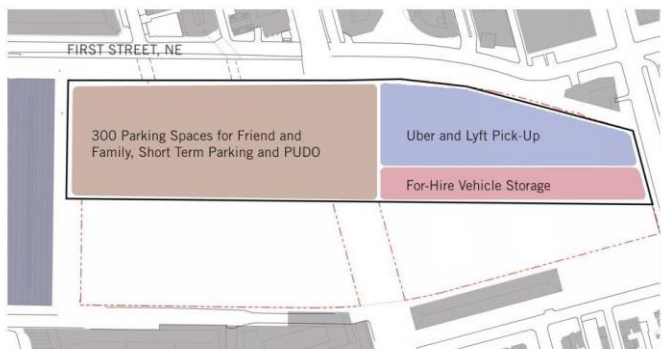 FIRST STREET, NE
300 Parking Spaces for Friend and
Family, Short Term Parking and PUDO
Uber and Lyft Pick-Up
For-Hire Vehicle Storage